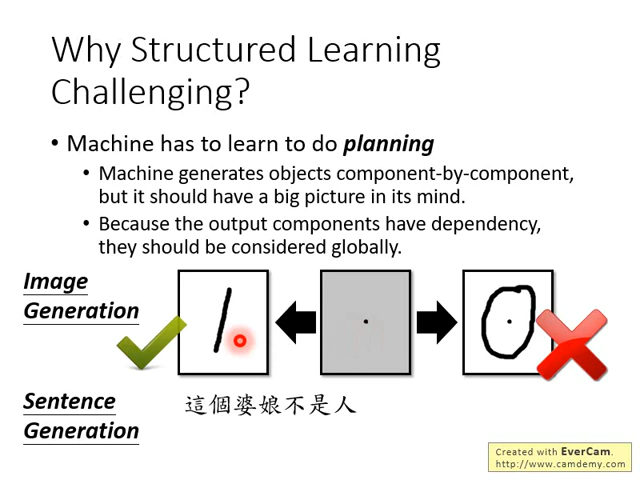 Why Structured Learning
Challenging?
• Machine has to learn to do planning
• Machine generates objects component-by-component,
but it should have a big picture in its mind.
• Because the output components have dependency,
they should be considered globally.
Image
Generation
Sentence
Generation
這個婆娘不是人
Created with EverCam.
http://www.camdemy.com